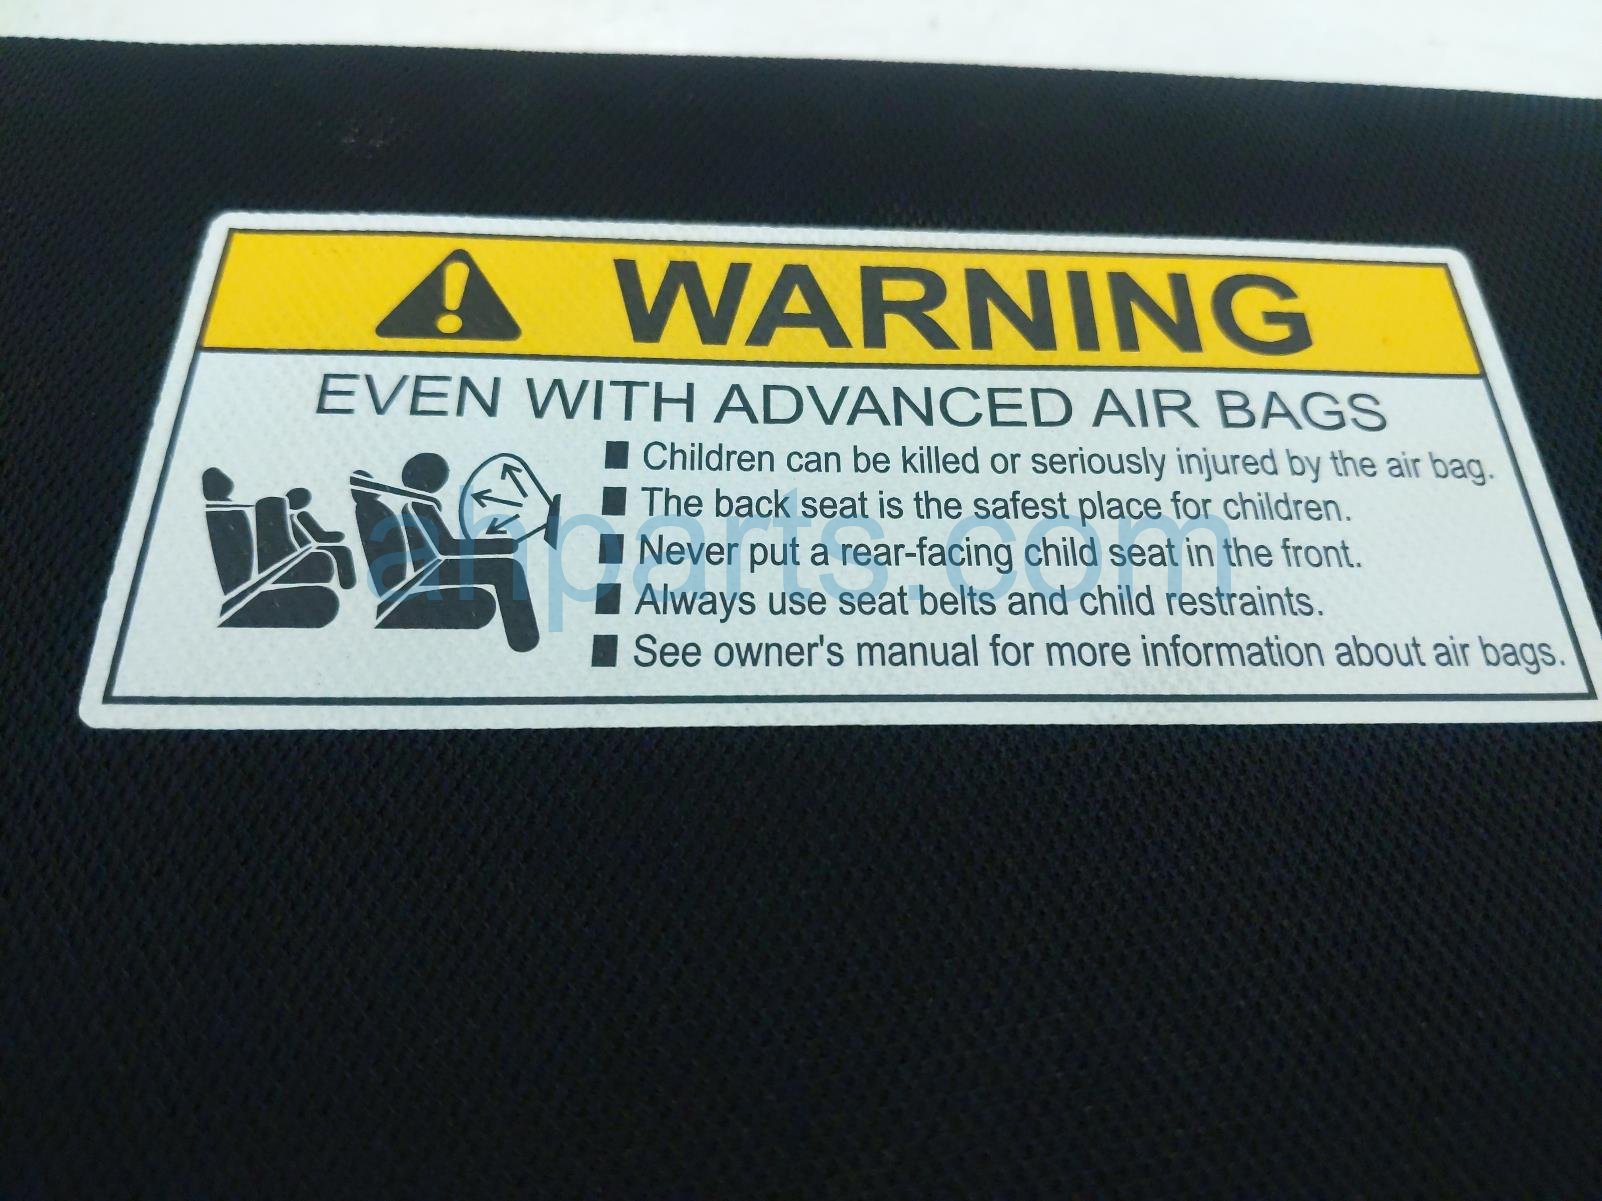 WARNING
EVEN WITH ADVANCED AIR BAGS
■ Children can be killed or seriously injured by the air bag.
■ The back seat is the safest place for children.
■ Never put a rear-facing child seat in the front.
■ Always use seat belts and child restraints.
■ See owner's manual for more information about air bags.
ahparts.com